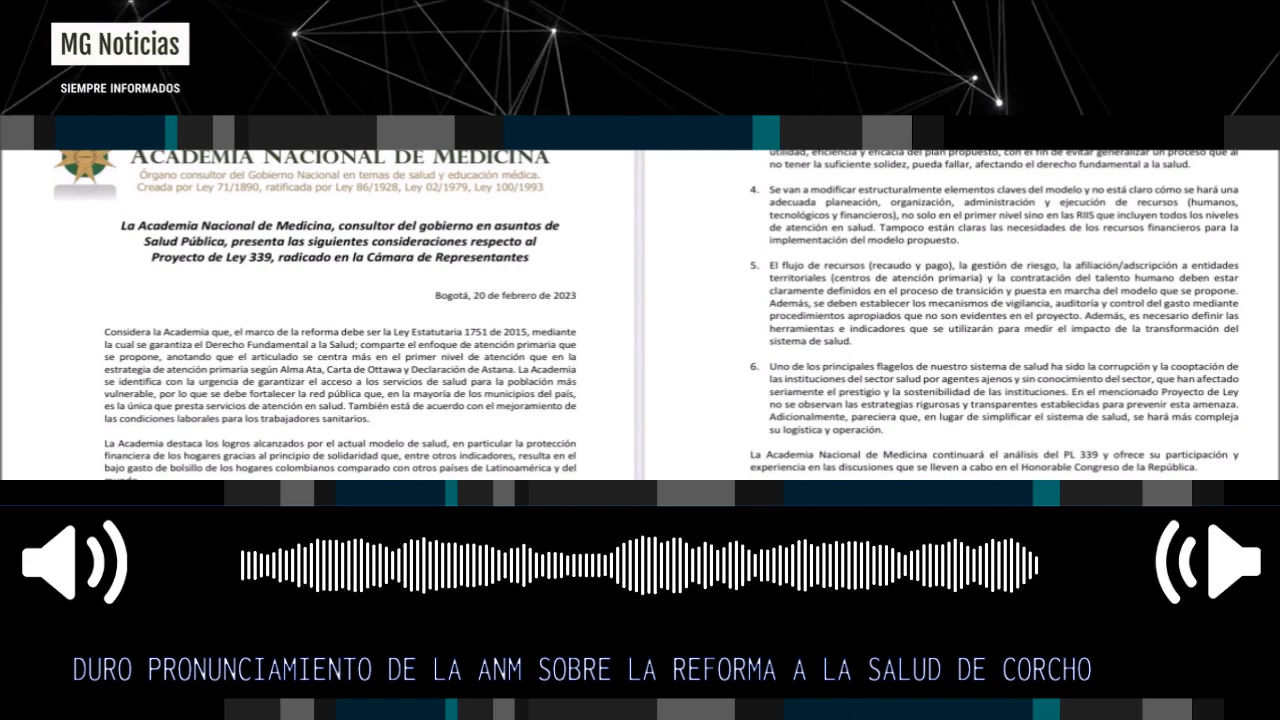 MG Noticias
SIEMPRE INFORMADOS
ACADEMIA NACIONAL DE MEDICINA
Órgano consultor del Gobierno Nacional en temas de salud y educación médica.
Creada por Ley 71/1890, ratificada por Ley 86/1928, Ley 02/1979, Ley 100/1993
La Academia Nacional de Medicina, consultor del gobierno en asuntos de
Salud Pública, presenta las siguientes consideraciones respecto al
Proyecto de Ley 339, radicado en la Cámara de Representantes
Bogotá, 20 de febrero de 2023
Considera la Academia que, el marco de la reforma debe ser la Ley Estatutaria 1751 de 2015, mediante
la cual se garantiza el Derecho Fundamental a la Salud; comparte el enfoque de atención primaria que
se propone, anotando que el articulado se centra más en el primer nivel de atención que en la
estrategia de atención primaria según Alma Ata, Carta de Ottawa y Declaración de Astana. La Academia
se identifica con la urgencia de garantizar el acceso a los servicios de salud para la población más
vulnerable, por lo que se debe fortalecer la red pública que, en la mayoría de los municipios del país,
es la única que presta servicios de atención en salud. También está de acuerdo con el mejoramiento de
las condiciones laborales para los trabajadores sanitarios.
La Academia destaca los logros alcanzados por el actual modelo de salud, en particular la protección
financiera de los hogares gracias al principio de solidaridad que, entre otros indicadores, resulta en el
bajo gasto de bolsillo de los hogares colombianos comparado con otros países de Latinoamérica y del
mundo
utilidad, eficiencia y eficacia del plan propuesto, con el fin de evitar generalizar un proceso que al
no tener la suficiente solidez, pueda fallar, afectando el derecho fundamental a la salud.
4. Se van a modificar estructuralmente elementos claves del modelo y no está claro cómo se hará una
adecuada planeación, organización, administración y ejecución de recursos (humanos,
tecnológicos y financieros), no solo en el primer nivel sino en las RIIS que incluyen todos los niveles
de atención en salud. Tampoco están claras las necesidades de los recursos financieros para la
implementación del modelo propuesto.
5. El flujo de recursos (recaudo y pago), la gestión de riesgo, la afiliación/adscripción a entidades
territoriales (centros de atención primaria) y la contratación del talento humano deben estar
claramente definidos en el proceso de transición y puesta en marcha del modelo que se propone.
Además, se deben establecer los mecanismos de vigilancia, auditoría y control del gasto mediante
procedimientos apropiados que no son evidentes en el proyecto. Además, es necesario definir las
herramientas e indicadores que se utilizarán para medir el impacto de la transformación del
sistema de salud.
6. Uno de los principales flagelos de nuestro sistema de salud ha sido la corrupción y la cooptación de
las instituciones del sector salud por agentes ajenos y sin conocimiento del sector, que han afectado
seriamente el prestigio y la sostenibilidad de las instituciones. En el mencionado Proyecto de Ley
no se observan las estrategias rigurosas y transparentes establecidas para prevenir esta amenaza.
Adicionalmente, pareciera que, en lugar de simplificar el sistema de salud, se hará más compleja
su logística y operación.
La Academia Nacional de Medicina continuará el análisis del PL 339 y ofrece su participación y
experiencia en las discusiones que se lleven a cabo en el Honorable Congreso de la República.
DURO PRONUNCIAMIENTO DE LA ANM SOBRE LA REFORMA A LA SALUD DE CORCHO